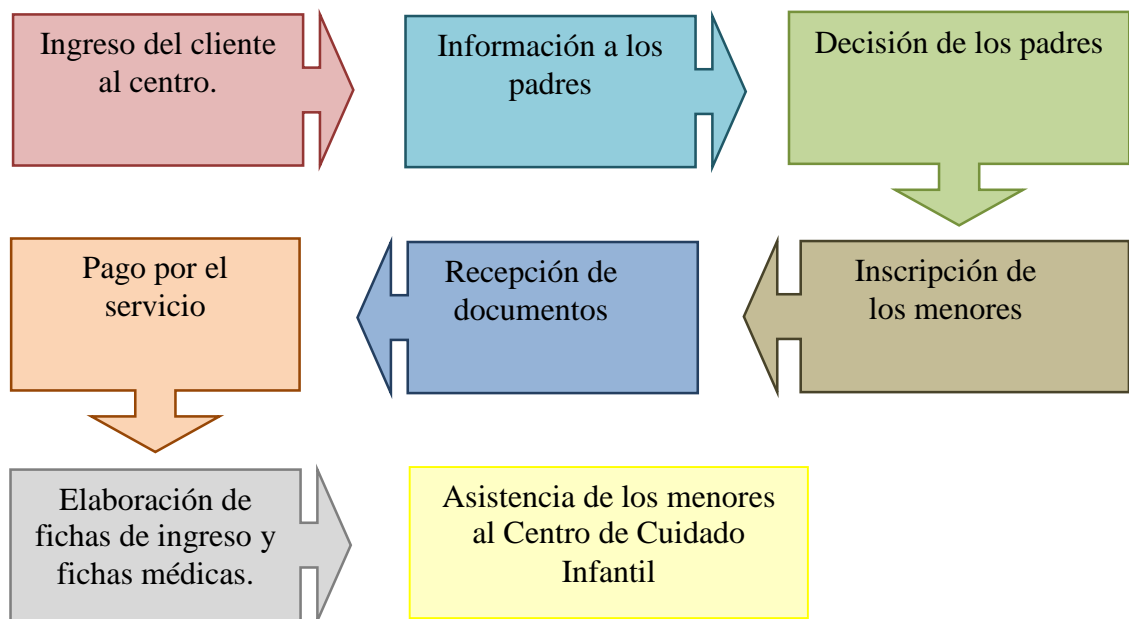 Ingreso del cliente
al centro.
Información a los
padres
Decisión de los padres
Inscripción de
los menores
Recepción de
documentos
Pago por el
servicio
Elaboración de
fichas de ingreso y
fichas médicas.
Asistencia de los menores
al Centro de Cuidado
Infantil